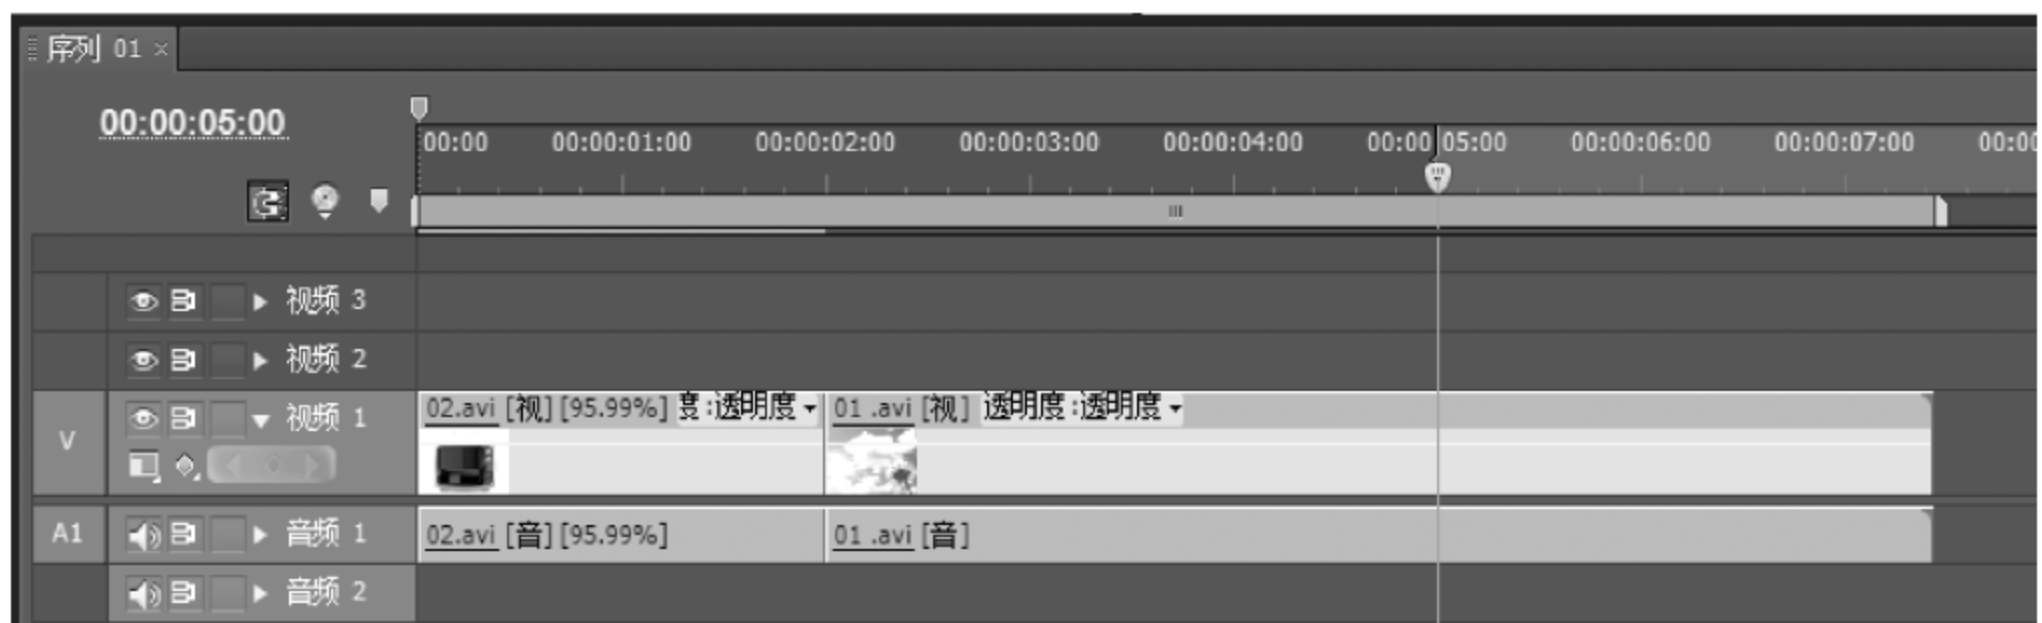 序列 01 ×
00:00:05:00
00:00 00:00:01:00 00:00:02:00 00:00:03:00 00:00:04:00 00:00 05:00 00:00:06:00 00:00:07:00 00:00
视频 3
视频 2
V 视频 1 02.avi [视] [95.99%] 度:透明度 01 .avi [视] 透明度:透明度
A1 音频 1 02.avi [音] [95.99%] 01 .avi [音]
音频 2